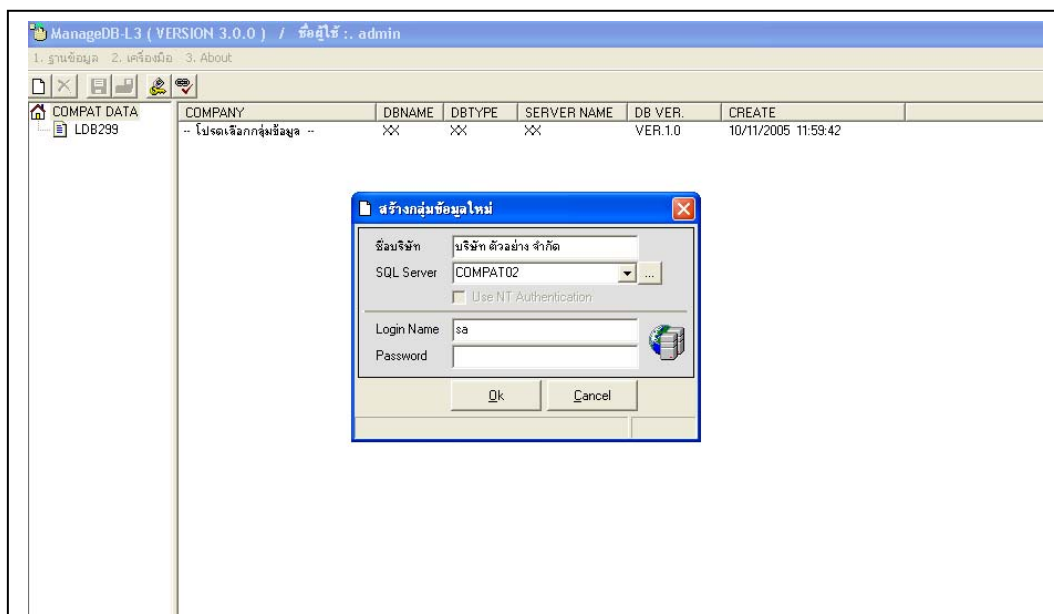 ManageDB-L3 ( VERSION 3.0.0 ) / ชื่อผู้ใช้ :. admin
1. ฐานข้อมูล 2. เครื่องมือ 3. About
COMPAT DATA
LDB299
COMPANY DBNAME DBTYPE SERVER NAME DB VER. CREATE
-- โปรดเลือกกลุ่มข้อมูล -- XX XX XX VER.1.0 10/11/2005 11:59:42
สร้างกลุ่มข้อมูลใหม่
ชื่อบริษัท บริษัท ตัวอย่าง จำกัด
SQL Server COMPAT02 ...
Use NT Authentication
Login Name sa
Password
Ok Cancel